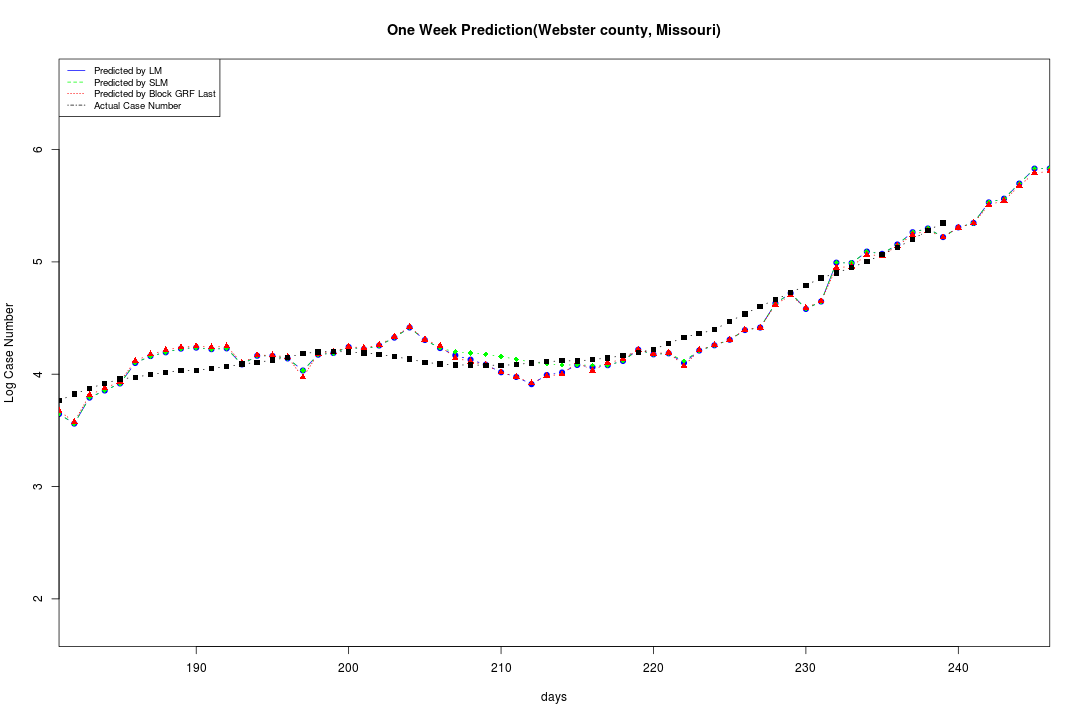 One Week Prediction(Webster county, Missouri)
Predicted by LM
Predicted by SLM
Predicted by Block GRF Last
Actual Case Number
Log Case Number
6
5
4
3
2
190 200 210 220 230 240
days